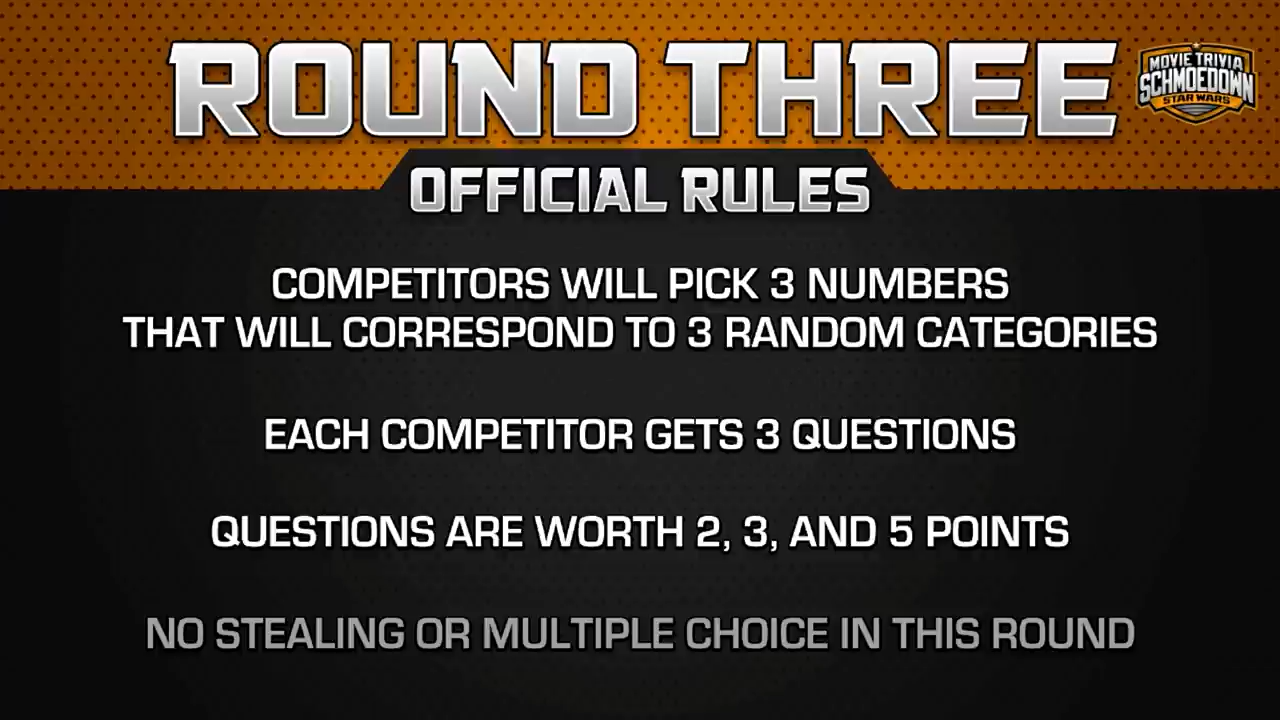 ROUND THREE
MOVIE TRIVIA
SCHMOEDOWN
STAR WARS
OFFICIAL RULES
COMPETITORS WILL PICK 3 NUMBERS
THAT WILL CORRESPOND TO 3 RANDOM CATEGORIES
EACH COMPETITOR GETS 3 QUESTIONS
QUESTIONS ARE WORTH 2, 3, AND 5 POINTS
NO STEALING OR MULTIPLE CHOICE IN THIS ROUND